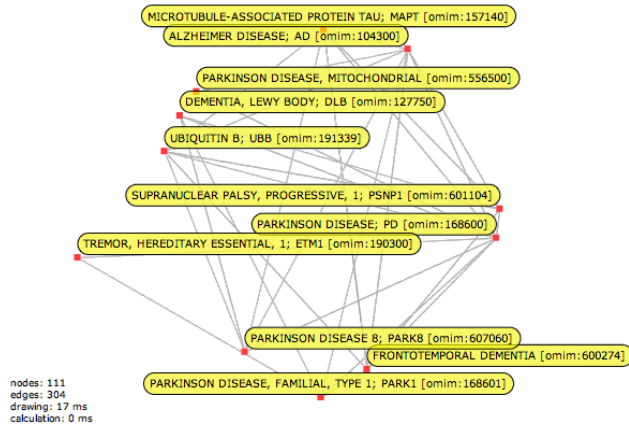 MICROTUBULE-ASSOCIATED PROTEIN TAU; MAPT [omim:157140]
ALZHEIMER DISEASE; AD [omim:104300]
PARKINSON DISEASE, MITOCHONDRIAL [omim:556500]
DEMENTIA, LEWY BODY; DLB [omim:127750]
UBIQUITIN B; UBB [omim:191339]
SUPRANUCLEAR PALSY, PROGRESSIVE, 1; PSNP1 [omim:601104]
PARKINSON DISEASE; PD [omim:168600]
TREMOR, HEREDITARY ESSENTIAL, 1; ETM1 [omim:190300]
PARKINSON DISEASE 8; PARK8 [omim:607060]
FRONTOTEMPORAL DEMENTIA [omim:600274]
PARKINSON DISEASE, FAMILIAL, TYPE 1; PARK1 [omim:168601]
nodes: 111
edges: 304
drawing: 17 ms
calculation: 0 ms